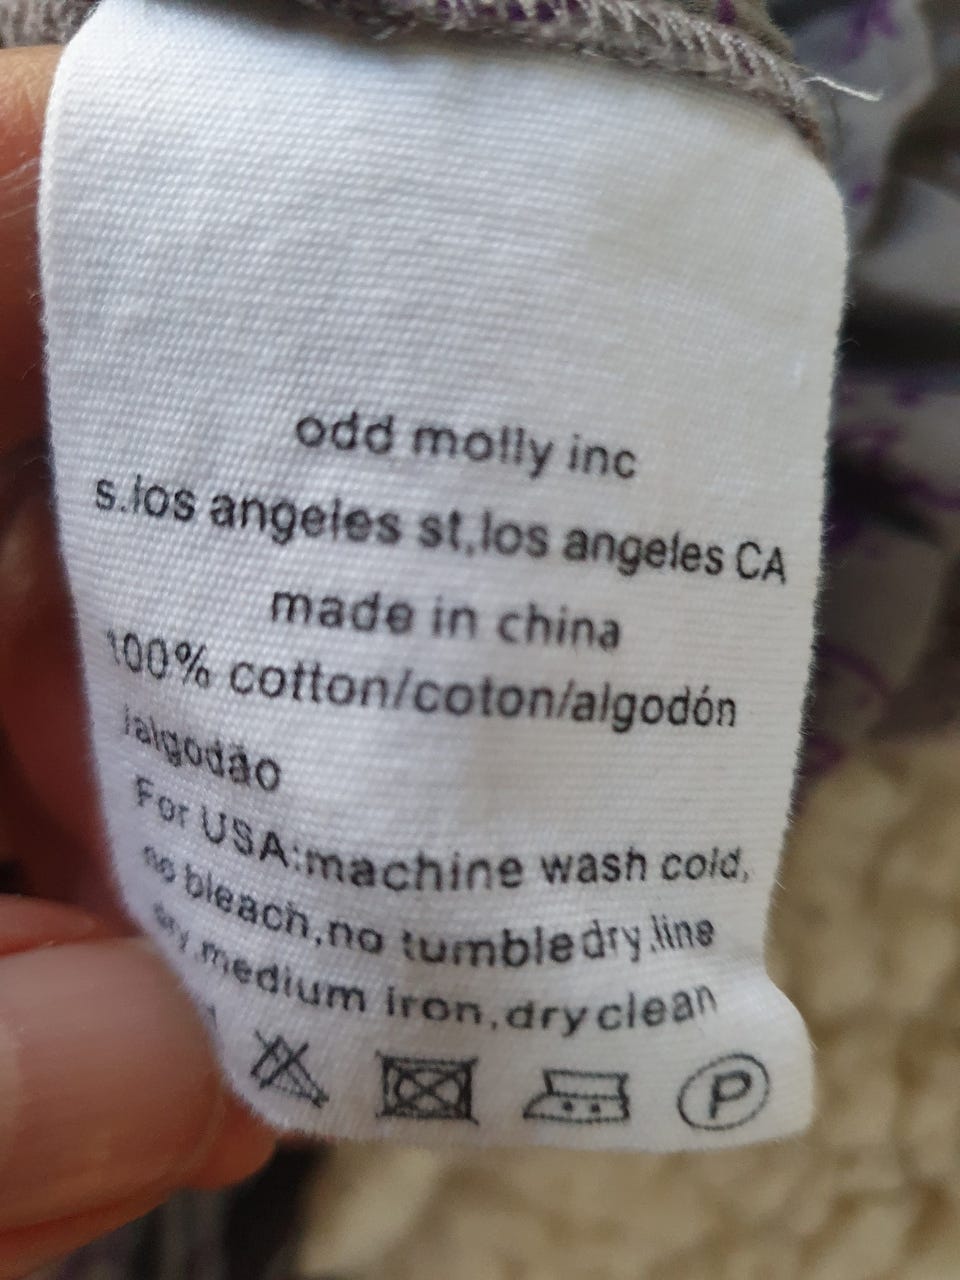 odd molly inc
s.los angeles st,los angeles CA
made in china
100% cotton/coton/algodón
/algodão
For USA:machine wash cold,
no bleach,no tumble dry,line
dry,medium iron,dry clean
P